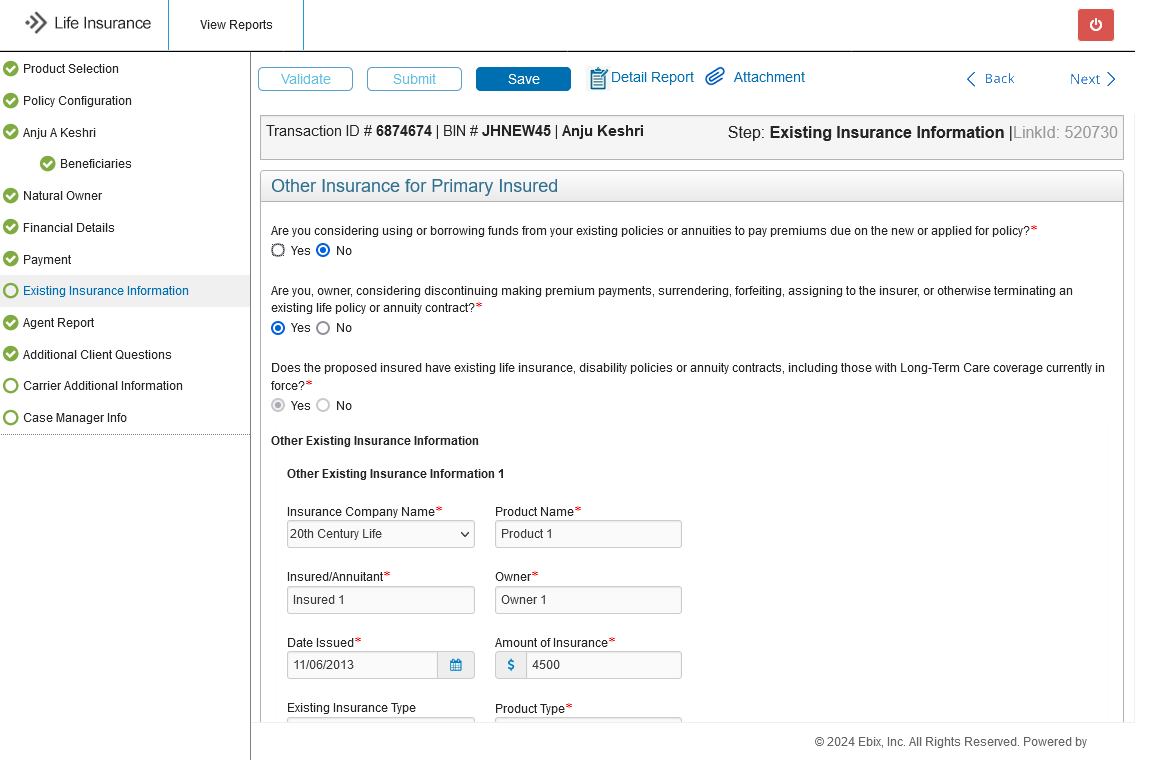 Life Insurance
View Reports
Product Selection
Policy Configuration
Anju A Keshri
Beneficiaries
Natural Owner
Financial Details
Payment
Existing Insurance Information
Agent Report
Additional Client Questions
Carrier Additional Information
Case Manager Info
Validate Submit Save Detail Report Attachment Back Next
Transaction ID # 6874674 | BIN # JHNEW45 | Anju Keshri Step: Existing Insurance Information |LinkId: 520730
Other Insurance for Primary Insured
Are you considering using or borrowing funds from your existing policies or annuities to pay premiums due on the new or applied for policy?*
Yes No
Are you, owner, considering discontinuing making premium payments, surrendering, forfeiting, assigning to the insurer, or otherwise terminating an
existing life policy or annuity contract?*
Yes No
Does the proposed insured have existing life insurance, disability policies or annuity contracts, including those with Long-Term Care coverage currently in
force?*
Yes No
Other Existing Insurance Information
Other Existing Insurance Information 1
Insurance Company Name* Product Name*
20th Century Life Product 1
Insured/Annuitant* Owner*
Insured 1 Owner 1
Date Issued* Amount of Insurance*
11/06/2013 $ 4500
Existing Insurance Type Product Type*
© 2024 Ebix, Inc. All Rights Reserved. Powered by